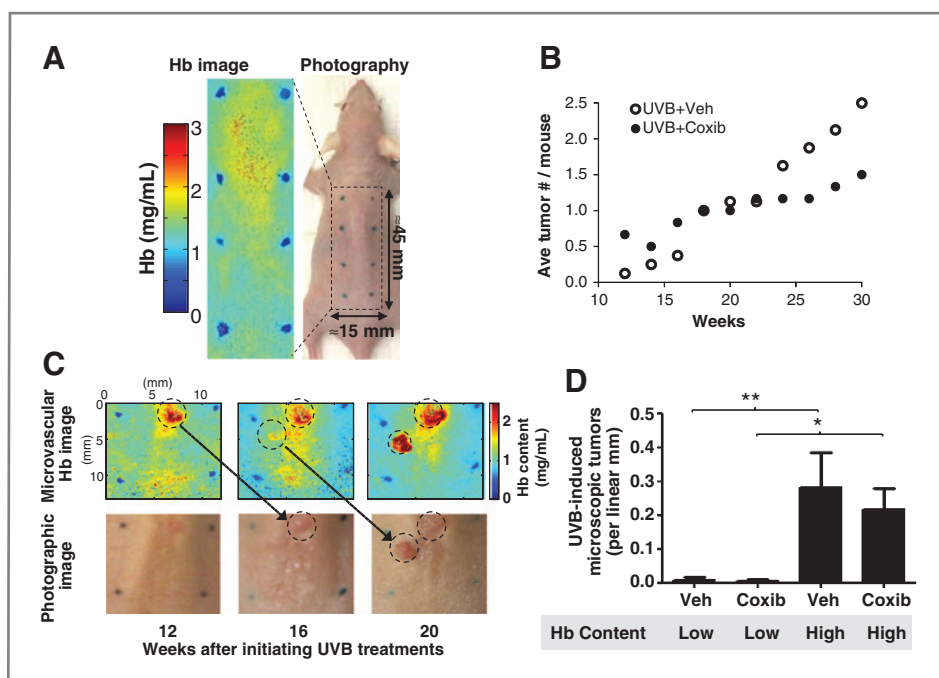 A
Hb image
Photography
Hb (mg/mL)
3
2
1
0
≈45 mm
≈15 mm
B
Ave tumor # / mouse
2.5
2.0
1.5
1.0
0.5
0.0
UVB+Veh
UVB+Coxib
10 15 20 25 30
Weeks
C
(mm)
0 5 10
0
5
10
(mm)
Microvascular
Hb image
2
1
0
Hb content
(mg/mL)
Photographic
image
12 16 20
Weeks after initiating UVB treatments
D
UVB-induced
microscopic tumors
(per linear mm)
0.5
0.4
0.3
0.2
0.1
0.0
**
*
Veh Coxib Veh Coxib
Hb Content Low Low High High